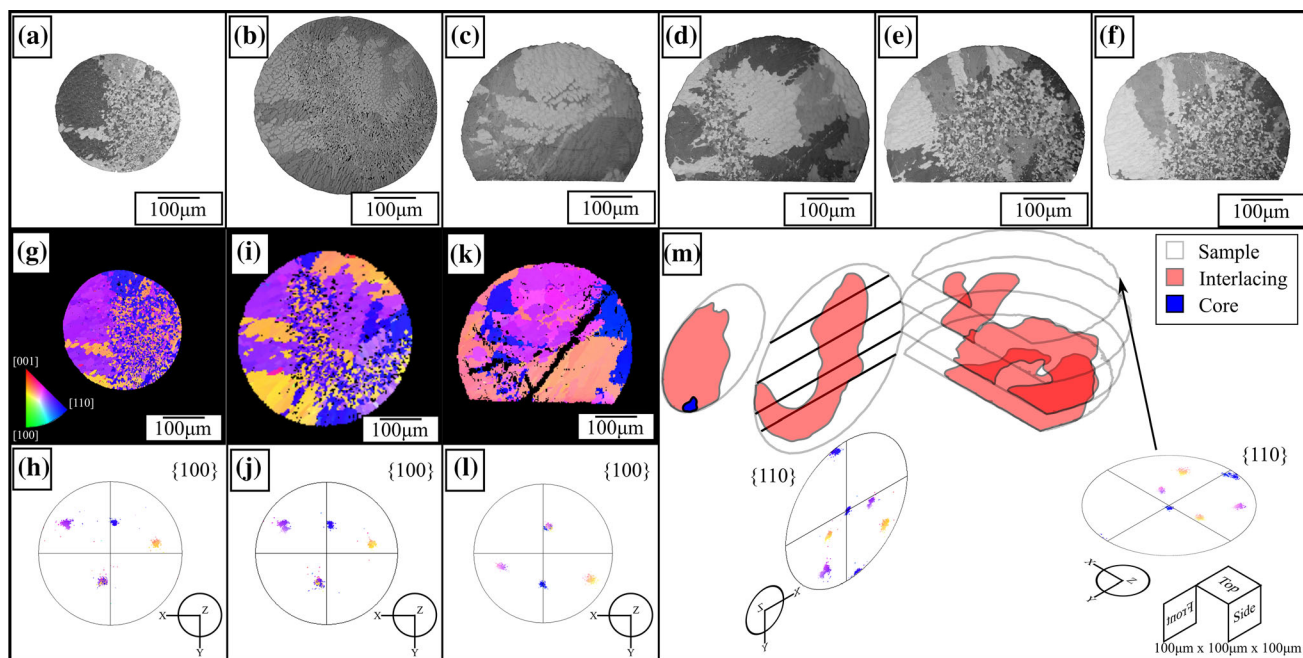 (a)
(b)
(c)
(d)
(e)
(f)
100μm
100μm
100μm
100μm
100μm
100μm
(g)
(i)
(k)
(m)
Sample
Interlacing
Core
[001]
[110]
[100]
100μm
100μm
100μm
(h)
{100}
(j)
{100}
(l)
{100}
{110}
{110}
X
Z
Y
X
Z
Y
X
Z
Y
Z
X
Y
X
Z
Y
Front
Top
Side
100μm x 100μm x 100μm